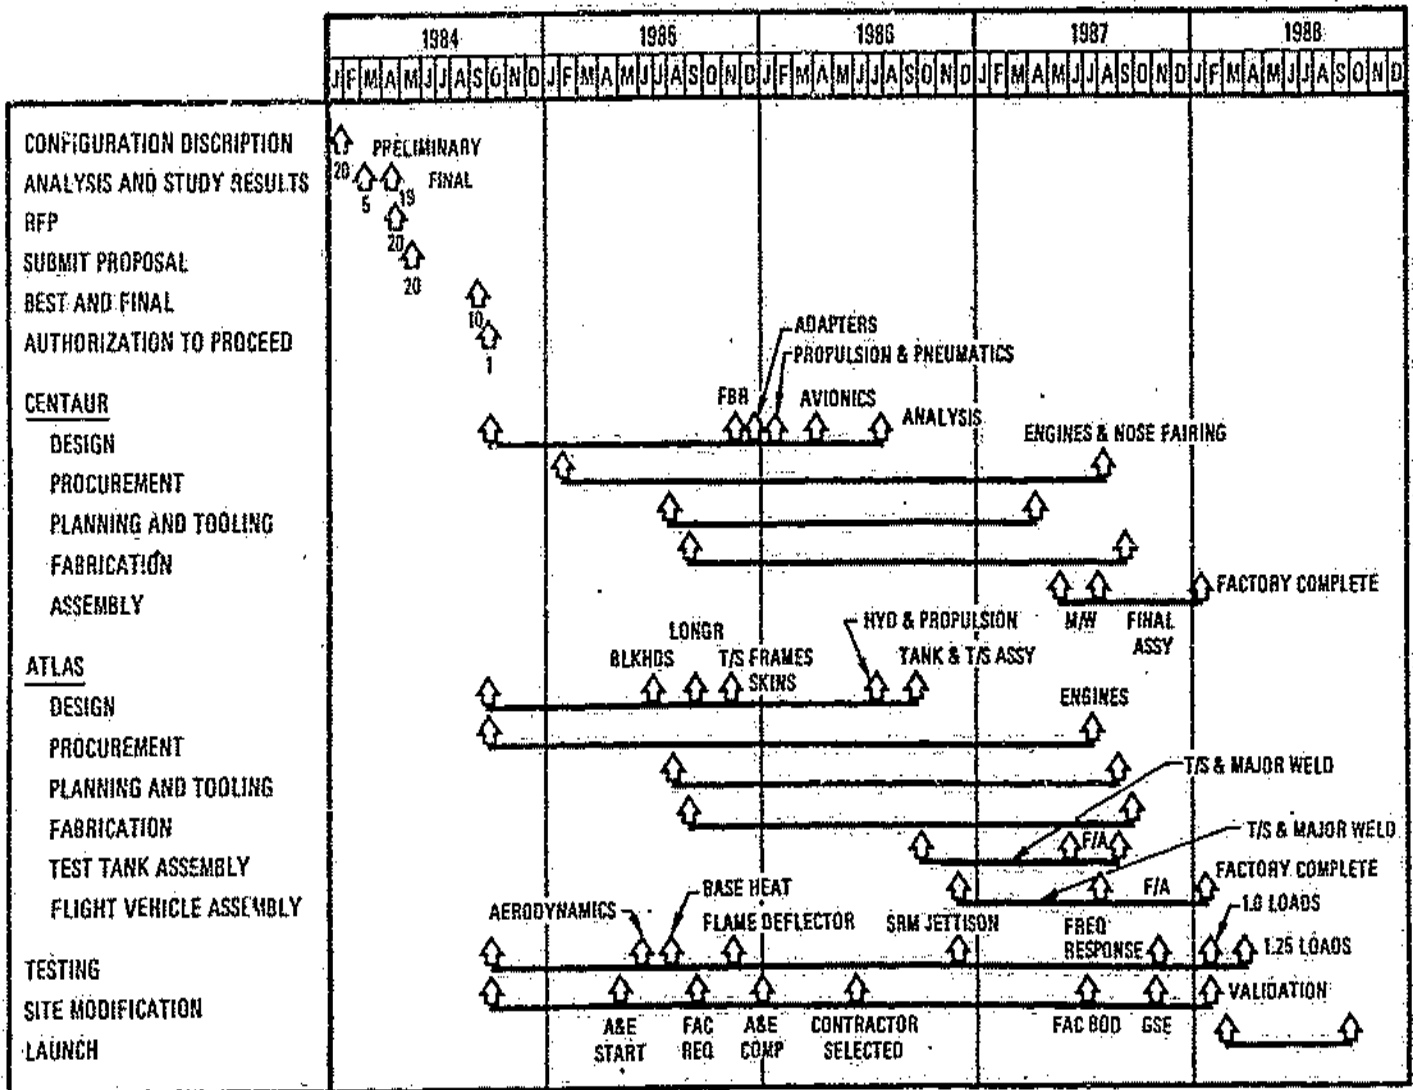 1984 1985 1986 1987 1988
J F M A M J J A S O N D J F M A M J J A S O N D J F M A M J J A S O N D J F M A M J J A S O N D J F M A M J J A S O N D
CONFIGURATION DISCRIPTION
20 PRELIMINARY
ANALYSIS AND STUDY RESULTS
5 19 FINAL
RFP
20
SUBMIT PROPOSAL
20
BEST AND FINAL
10
AUTHORIZATION TO PROCEED
1
ADAPTERS
PROPULSION & PNEUMATICS
CENTAUR
FBR AVIONICS ANALYSIS
DESIGN
ENGINES & NOSE FAIRING
PROCUREMENT
PLANNING AND TOOLING
FABRICATION
ASSEMBLY
FACTORY COMPLETE
M/W FINAL
ASSY
HYD & PROPULSION
LONGR
ATLAS
BLKHDS T/S FRAMES TANK & T/S ASSY
SKINS
DESIGN
ENGINES
PROCUREMENT
PLANNING AND TOOLING
T/S & MAJOR WELD
FABRICATION
T/S & MAJOR WELD
TEST TANK ASSEMBLY
F/A
FACTORY COMPLETE
FLIGHT VEHICLE ASSEMBLY
F/A
BASE HEAT
AERODYNAMICS
FLAME DEFLECTOR SRM JETTISON FREQ
RESPONSE
1.0 LOADS
1.25 LOADS
TESTING
SITE MODIFICATION
VALIDATION
A&E FAC A&E CONTRACTOR FAC BOD GSE
START REQ COMP SELECTED
LAUNCH